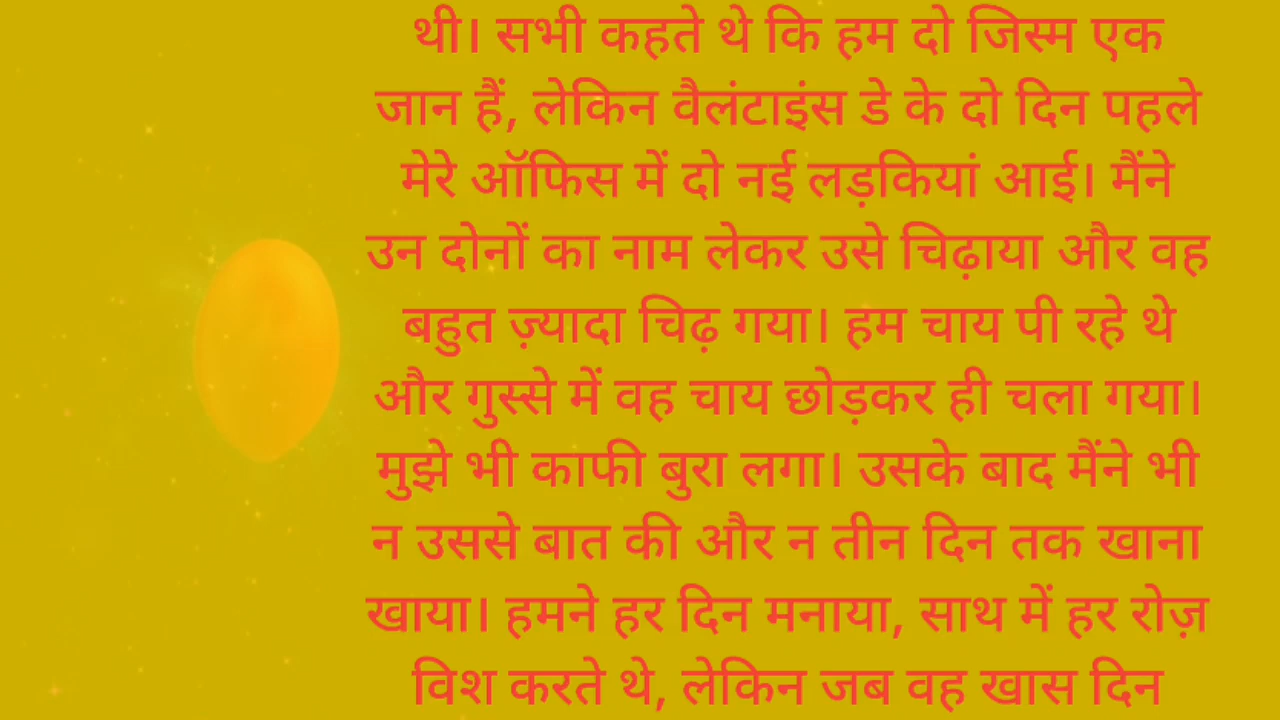 थी। सभी कहते थे कि हम दो जिस्म एक
जान हैं, लेकिन वैलंटाइंस डे के दो दिन पहले
मेरे ऑफिस में दो नई लड़कियां आई। मैंने
उन दोनों का नाम लेकर उसे चिढ़ाया और वह
बहुत ज़्यादा चिढ़ गया। हम चाय पी रहे थे
और गुस्से में वह चाय छोड़कर ही चला गया।
मुझे भी काफी बुरा लगा। उसके बाद मैंने भी
न उससे बात की और न तीन दिन तक खाना
खाया। हमने हर दिन मनाया, साथ में हर रोज़
विश करते थे, लेकिन जब वह खास दिन